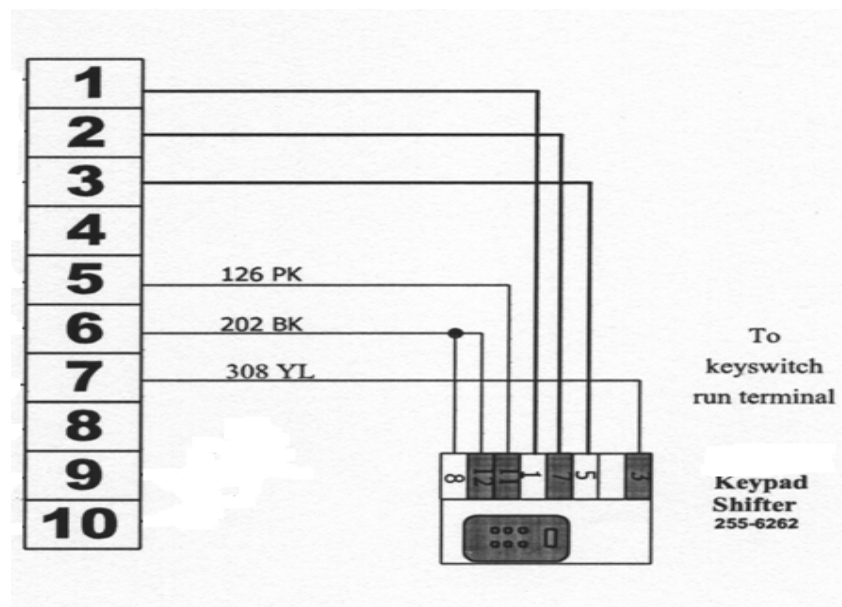 1
2
3
4
5
126 PK
6
202 BK
7
308 YL
8
9
10
To
keyswitch
run terminal
8 12 11 1 7 5 3
Keypad
Shifter
255-6262